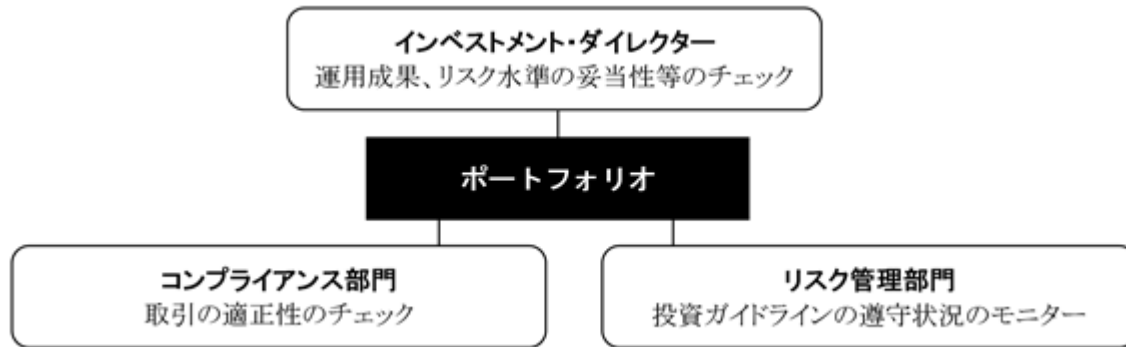 インベストメント・ダイレクター
運用成果、リスク水準の妥当性等のチェック
ポートフォリオ
コンプライアンス部門
取引の適正性のチェック
リスク管理部門
投資ガイドラインの遵守状況のモニター